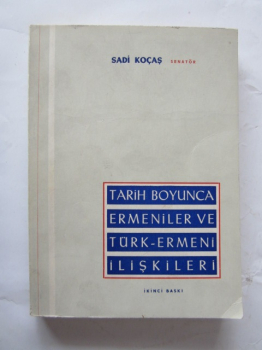 SADİ KOÇAŞ SENATÖR
TARİH BOYUNCA
ERMENİLER VE
TÜRK-ERMENİ
İLİŞKİLERİ
İKİNCİ BASKI